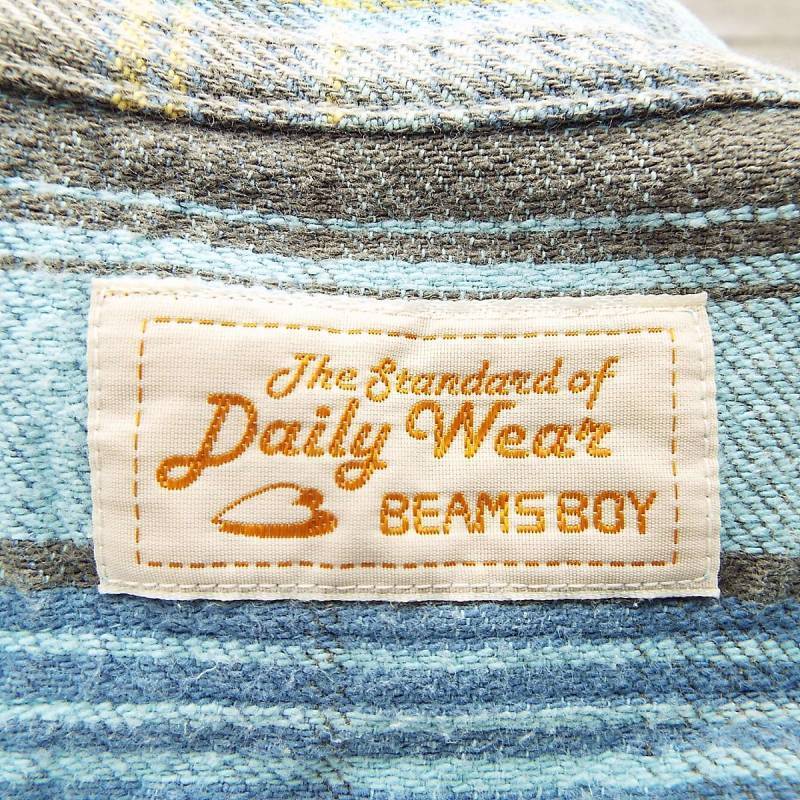 The Standard of
Daily Wear
BEAMS BOY